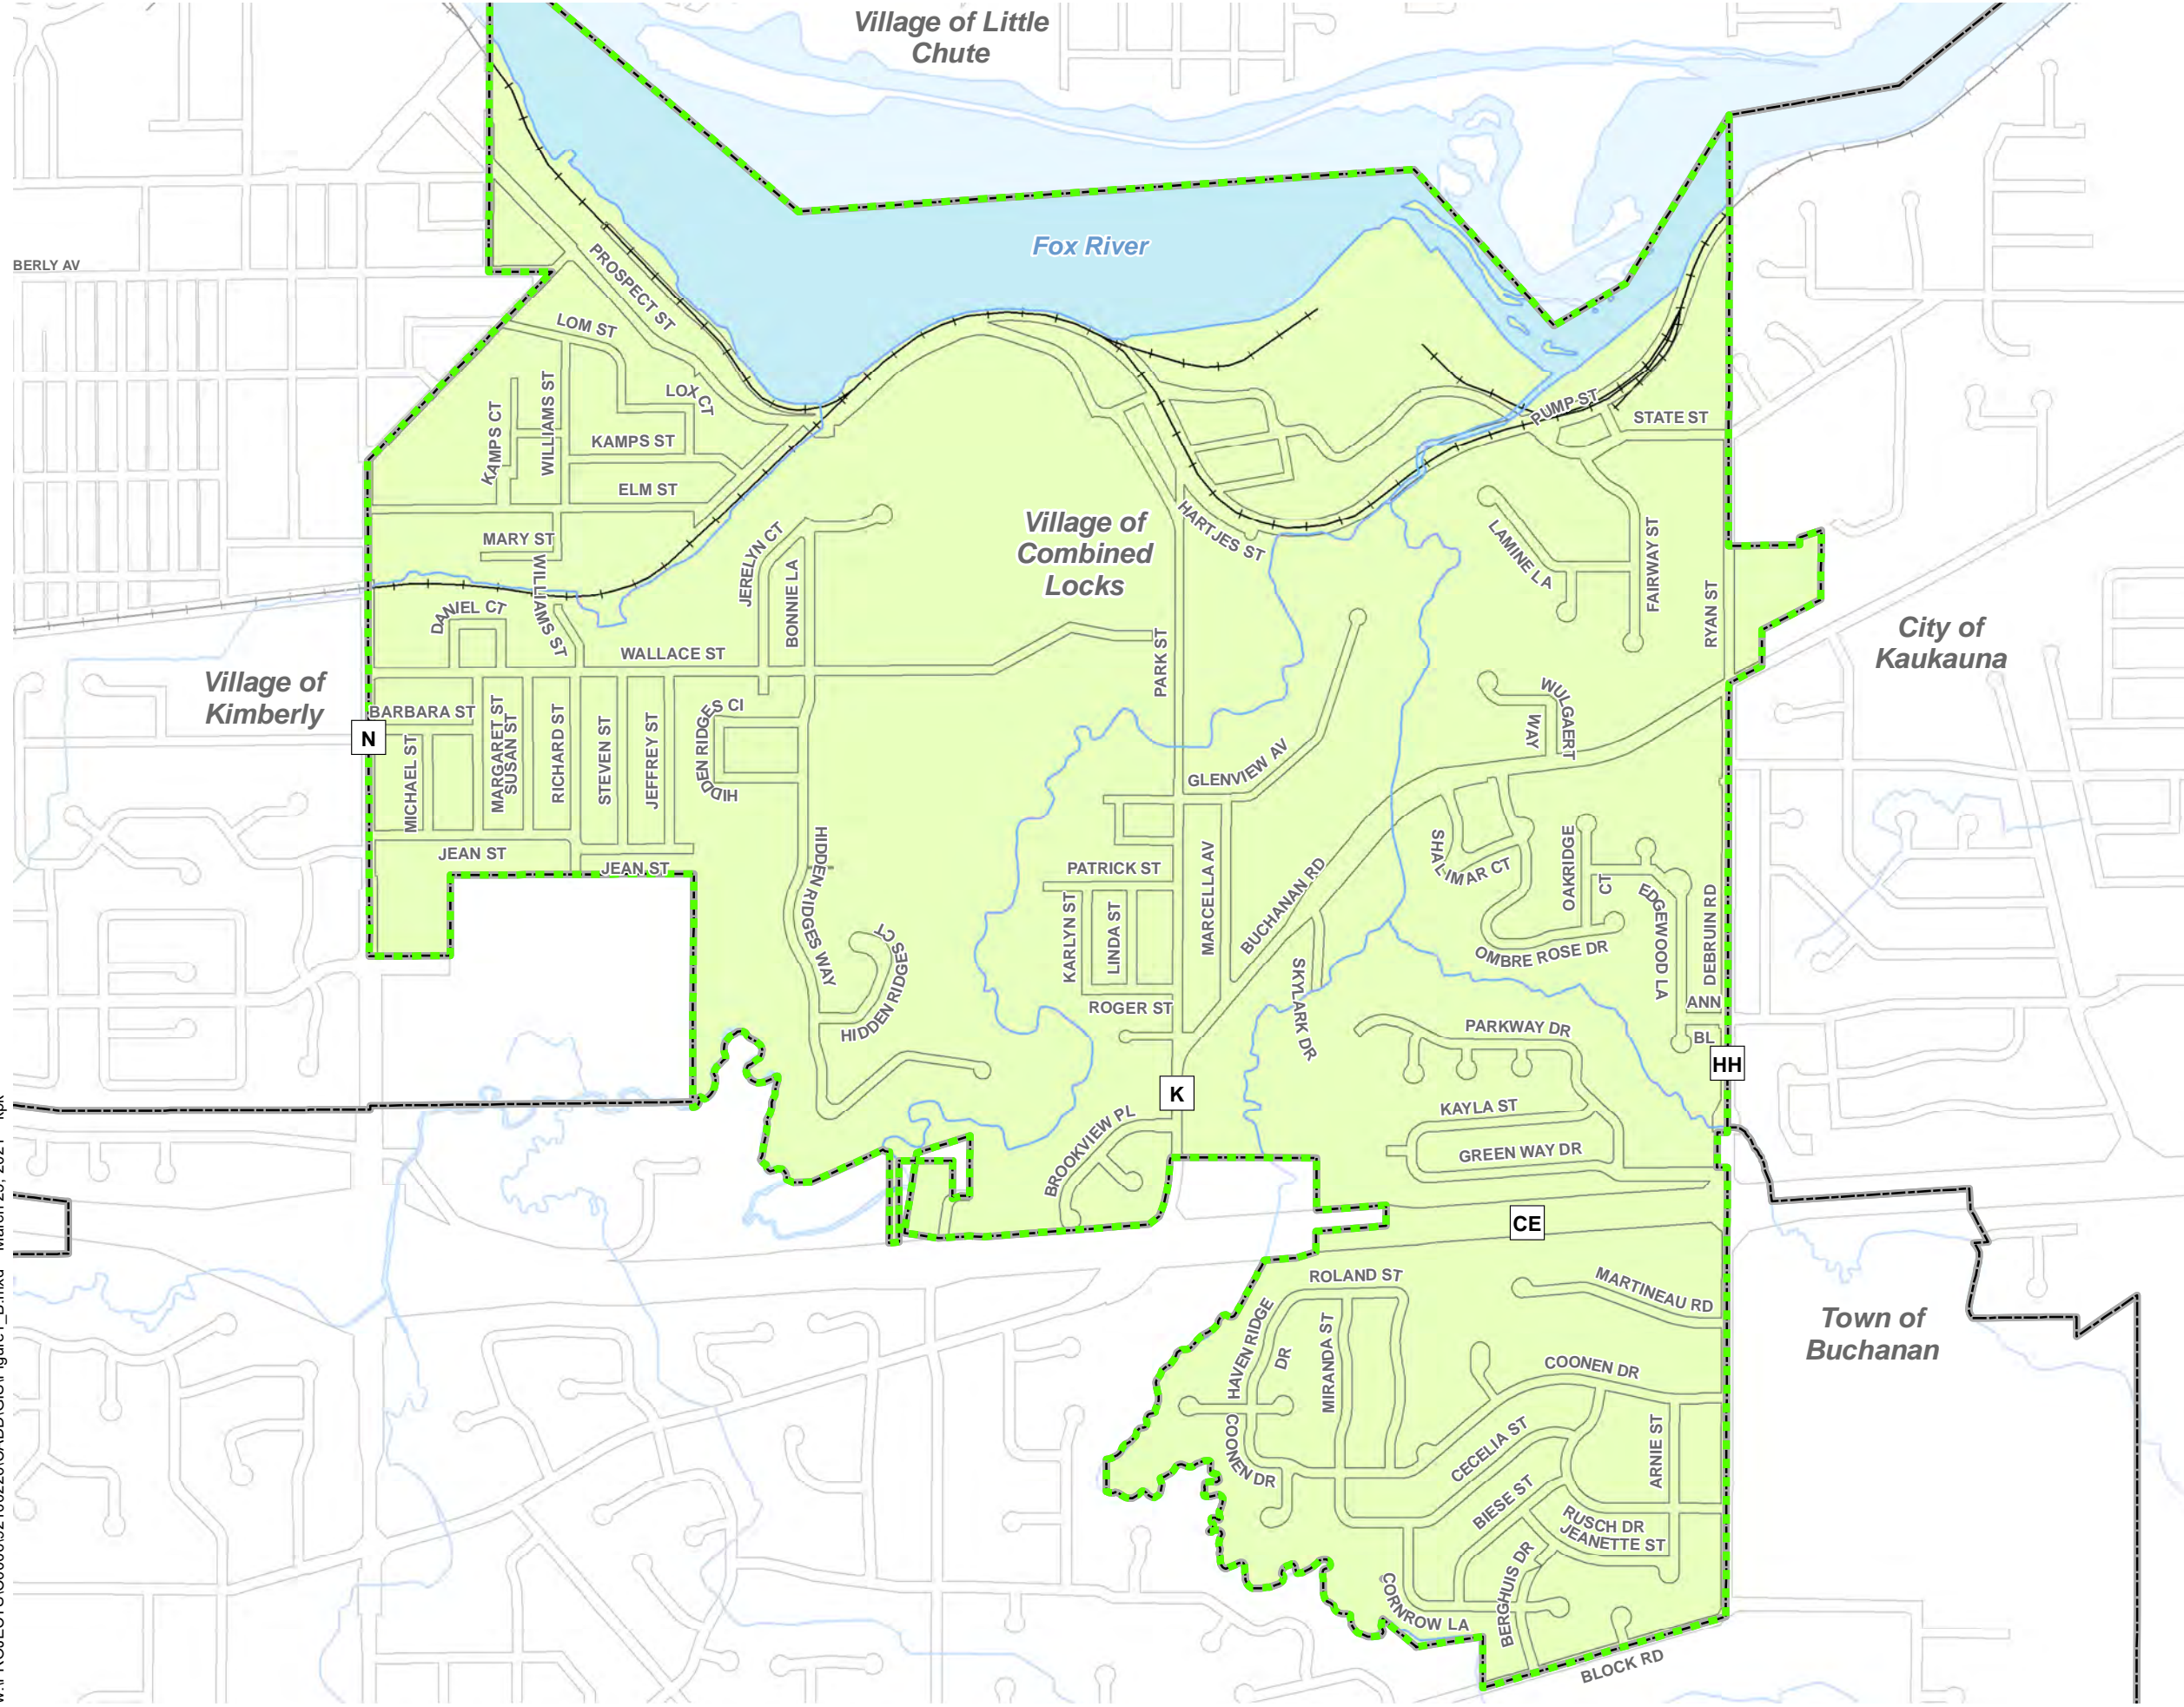 Village of Little
Chute
Fox River
BERLY AV
PROSPECT ST
LOM ST
LOX CT
KAMPS CT
WILLIAMS ST
KAMPS ST
ELM ST
PUMP ST
STATE ST
MARY ST
WILLIAMS ST
JERELYN CT
BONNIE LA
Village of
Combined
Locks
HARTJES ST
LAMINE LA
FAIRWAY ST
RYAN ST
City of
Kaukauna
DANIEL CT
WALLACE ST
PARK ST
Village of
Kimberly
BARBARA ST
N
MICHAEL ST
MARGARET ST
SUSAN ST
RICHARD ST
STEVEN ST
JEFFREY ST
HIDDEN RIDGES CI
WULGAERT
WAY
GLENVIEW AV
JEAN ST
JEAN ST
HIDDEN RIDGES WAY
HIDDEN RIDGES CT
PATRICK ST
KARLYN ST
LINDA ST
MARCELLA AV
BUCHANAN RD
SHALIMAR CT
OAKRIDGE
CT
EDGEWOOD LA
DEBRUIN RD
OMBRE ROSE DR
SKYLARK DR
ROGER ST
ANN
BL
PARKWAY DR
HH
K
KAYLA ST
BROOKVIEW PL
GREEN WAY DR
CE
ROLAND ST
MARTINEAU RD
HAVEN RIDGE
DR
MIRANDA ST
Town of
Buchanan
COONEN DR
COONEN DR
CECELIA ST
ARNIE ST
BIESE ST
RUSCH DR
JEANETTE ST
BERGHUIS DR
CORNROW LA
BLOCK RD